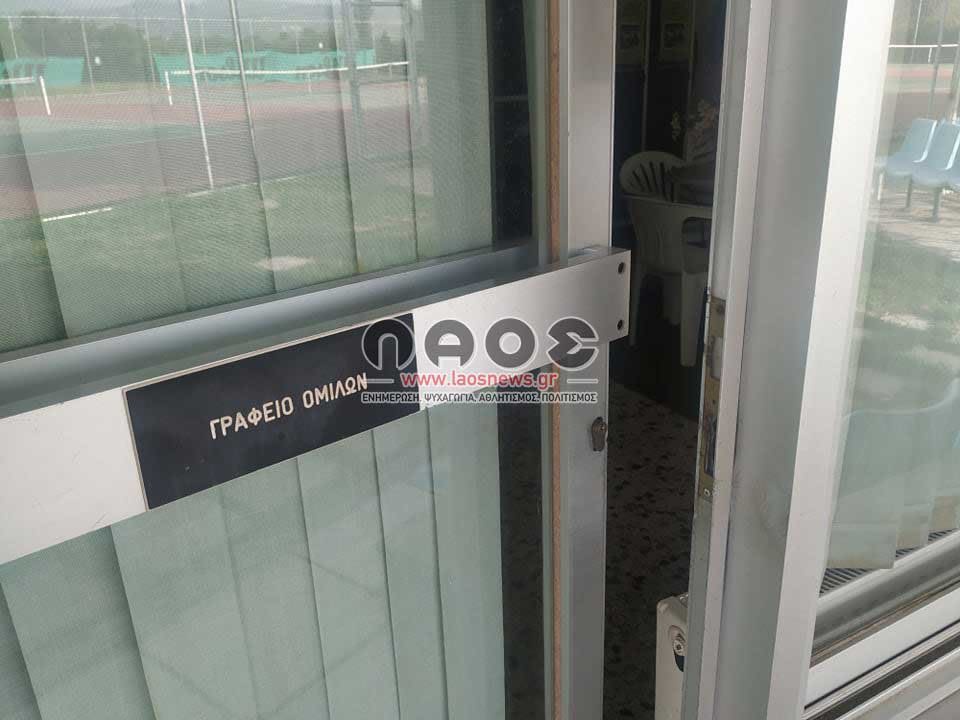 ΛΑΟΣ
www.laosnews.gr
ΕΝΗΜΕΡΩΣΗ, ΨΥΧΑΓΩΓΙΑ, ΑΘΛΗΤΙΣΜΟΣ, ΠΟΛΙΤΙΣΜΟΣ
ΓΡΑΦΕΙΟ ΟΜΙΛΩΝ